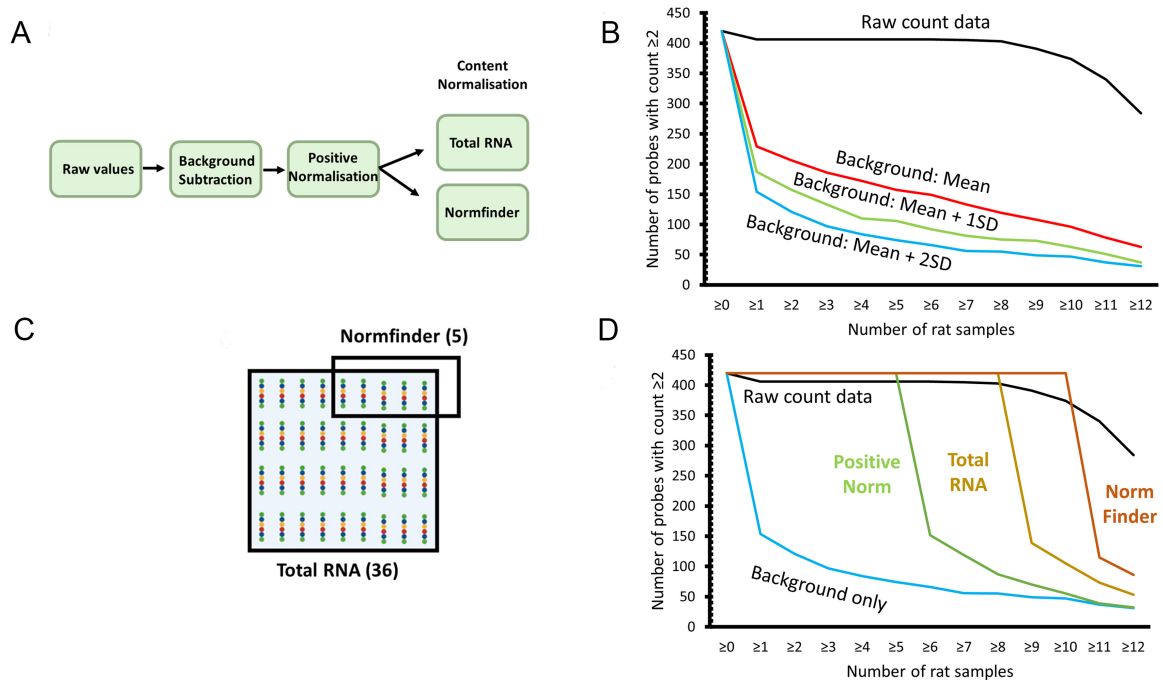 A
Content
Normalisation
Raw values
Background
Subtraction
Positive
Normalisation
Total RNA
Normfinder
B
Number of probes with count ≥2
450
400
350
300
250
200
150
100
50
0
Raw count data
Background: Mean
Background: Mean + 1SD
Background: Mean + 2SD
≥0 ≥1 ≥2 ≥3 ≥4 ≥5 ≥6 ≥7 ≥8 ≥9 ≥10 ≥11 ≥12
Number of rat samples
C
Normfinder (5)
Total RNA (36)
D
Number of probes with count ≥2
450
400
350
300
250
200
150
100
50
0
Raw count data
Positive
Norm
Total
RNA
Norm
Finder
Background only
≥0 ≥1 ≥2 ≥3 ≥4 ≥5 ≥6 ≥7 ≥8 ≥9 ≥10 ≥11 ≥12
Number of rat samples